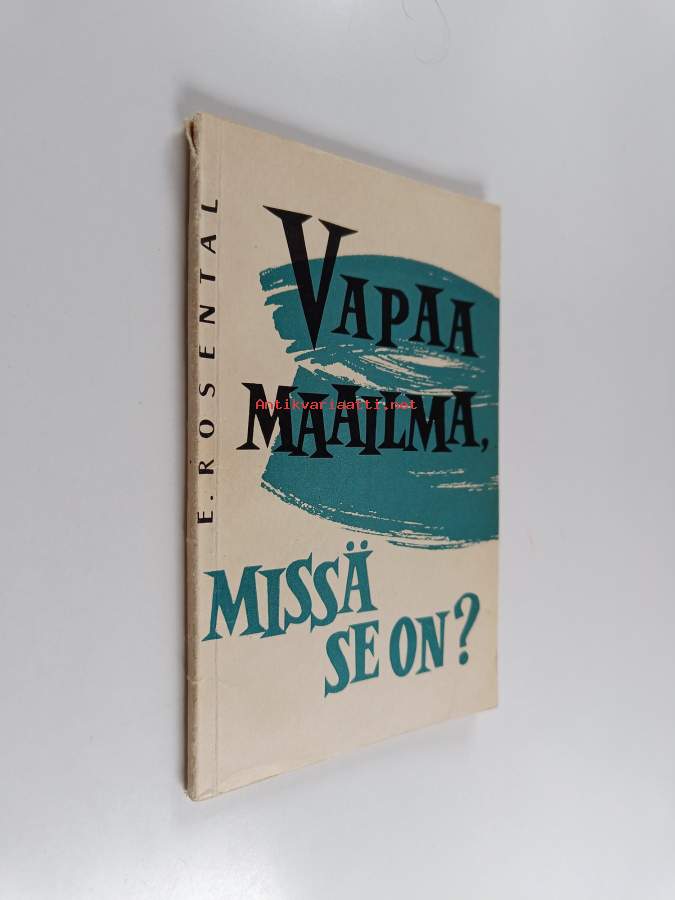 E. ROSENTAL
VAPAA
MAAILMA,
Antikvariaatti.net
MISSÄ
SE ON?